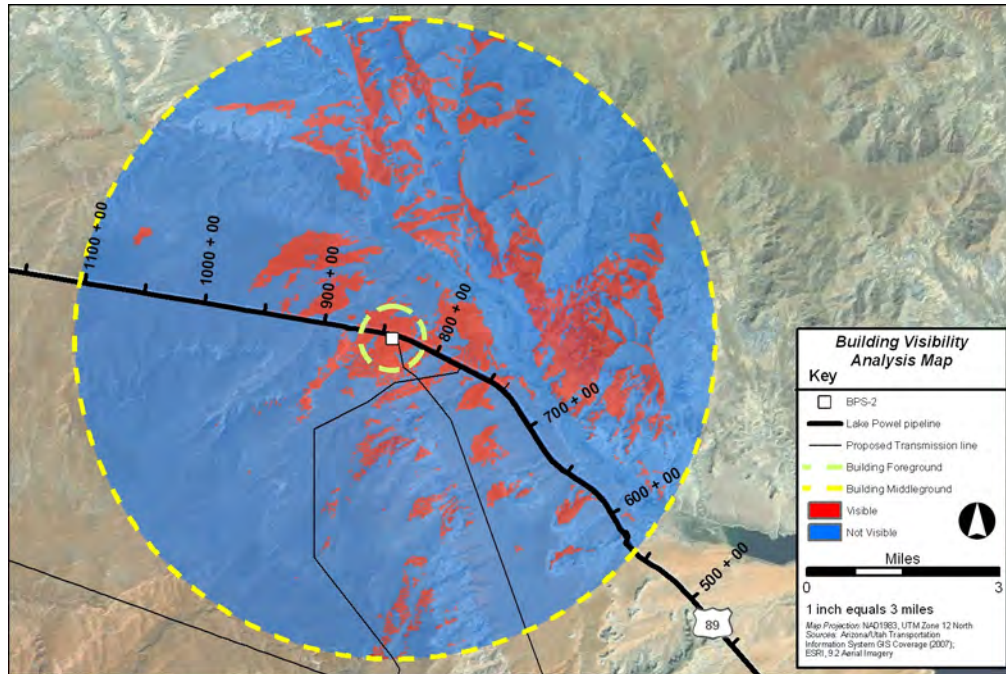 1100 + 00
1000 + 00
900 + 00
800 + 00
700 + 00
600 + 00
500 + 00
89
Building Visibility
Analysis Map
Key
BPS-2
Lake Powel pipeline
Proposed Transmission line
Building Foreground
Building Middleground
Visible
Not Visible
Miles
0 3
1 inch equals 3 miles
Map Projection: NAD1983, UTM Zone 12 North
Sources: Arizona/Utah Transportation
Information System GIS Coverage (2007);
ESRI, 9.2 Aerial Imagery